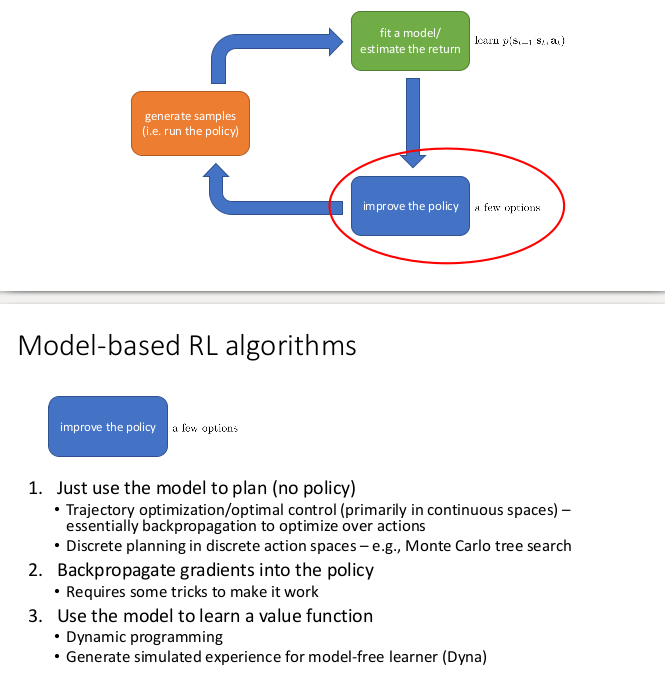 fit a model/
estimate the return
learn p(s_{t+1}|s_t, a_t)
generate samples
(i.e. run the policy)
improve the policy
a few options
Model-based RL algorithms
improve the policy
a few options
1. Just use the model to plan (no policy)
• Trajectory optimization/optimal control (primarily in continuous spaces) –
essentially backpropagation to optimize over actions
• Discrete planning in discrete action spaces – e.g., Monte Carlo tree search
2. Backpropagate gradients into the policy
• Requires some tricks to make it work
3. Use the model to learn a value function
• Dynamic programming
• Generate simulated experience for model-free learner (Dyna)